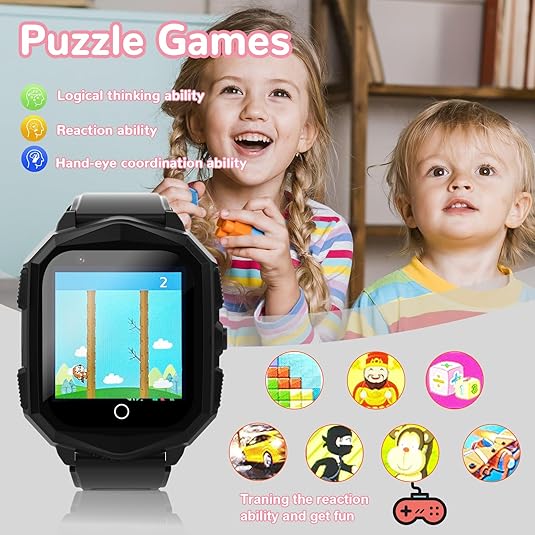 Puzzle Games
Logical thinking ability
Reaction ability
Hand-eye coordination ability
2
Traning the reaction
ability and get fun